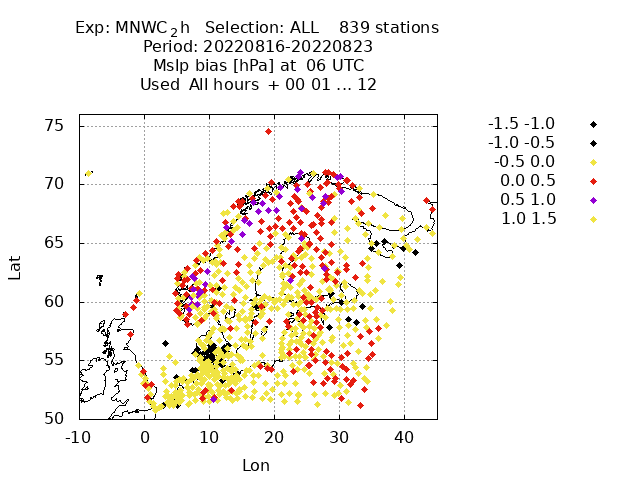 Exp: MNWC2h Selection: ALL 839 stations
Period: 20220816-20220823
Mslp bias [hPa] at 06 UTC
Used All hours + 00 01 ... 12
-1.5 -1.0
-1.0 -0.5
-0.5 0.0
0.0 0.5
0.5 1.0
1.0 1.5
75
70
65
60
55
50
Lat
-10 0 10 20 30 40
Lon